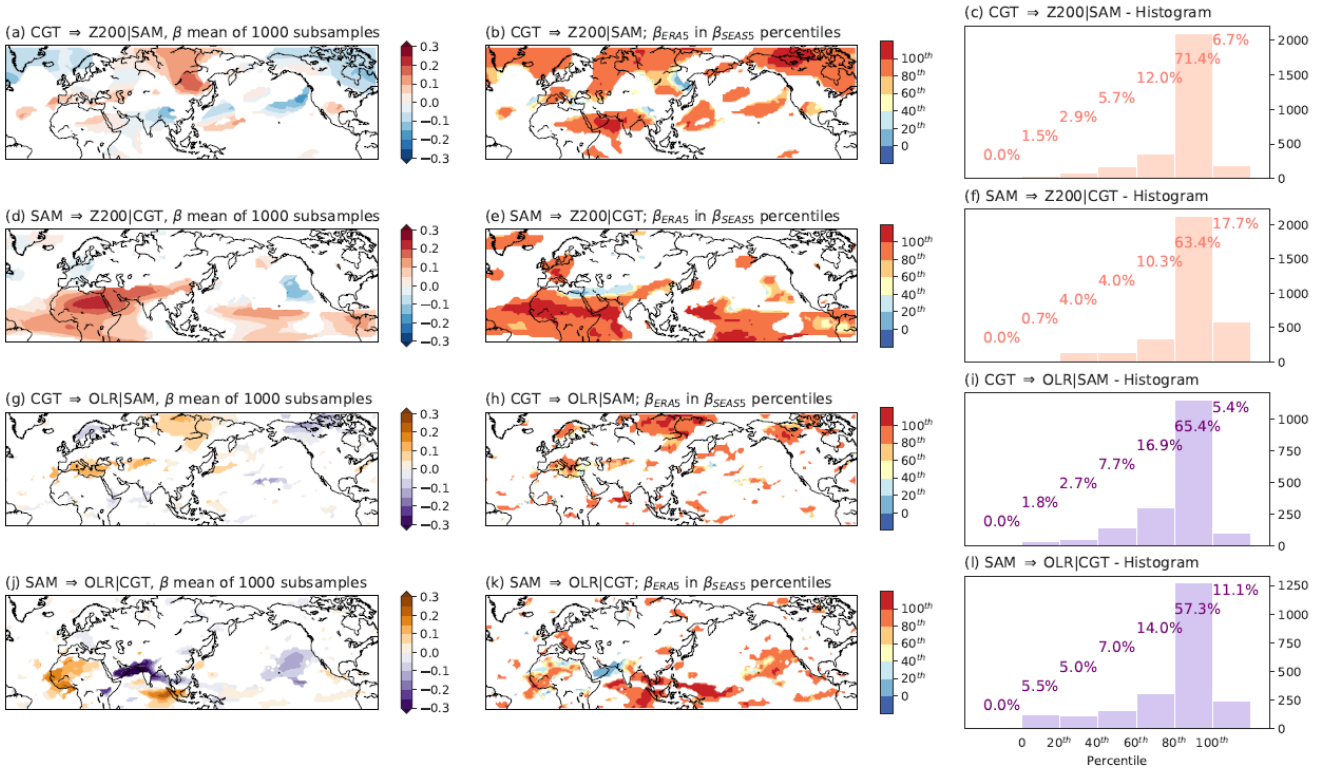 (a) CGT ⇒ Z200|SAM, β mean of 1000 subsamples
0.3
0.2
0.1
0.0
−0.1
−0.2
−0.3
(b) CGT ⇒ Z200|SAM; βERA5 in βSEAS5 percentiles
100th
80th
60th
40th
20th
0
(c) CGT ⇒ Z200|SAM - Histogram
0.0%
1.5%
2.9%
5.7%
12.0%
71.4%
6.7%
2000
1500
1000
500
0
(d) SAM ⇒ Z200|CGT, β mean of 1000 subsamples
0.3
0.2
0.1
0.0
−0.1
−0.2
−0.3
(e) SAM ⇒ Z200|CGT; βERA5 in βSEAS5 percentiles
100th
80th
60th
40th
20th
0
(f) SAM ⇒ Z200|CGT - Histogram
0.0%
0.7%
4.0%
4.0%
10.3%
63.4%
17.7%
2000
1500
1000
500
0
(g) CGT ⇒ OLR|SAM, β mean of 1000 subsamples
0.3
0.2
0.1
0.0
−0.1
−0.2
−0.3
(h) CGT ⇒ OLR|SAM; βERA5 in βSEAS5 percentiles
100th
80th
60th
40th
20th
0
(i) CGT ⇒ OLR|SAM - Histogram
0.0%
1.8%
2.7%
7.7%
16.9%
65.4%
5.4%
1000
750
500
250
0
(j) SAM ⇒ OLR|CGT, β mean of 1000 subsamples
0.3
0.2
0.1
0.0
−0.1
−0.2
−0.3
(k) SAM ⇒ OLR|CGT; βERA5 in βSEAS5 percentiles
100th
80th
60th
40th
20th
0
(l) SAM ⇒ OLR|CGT - Histogram
0.0%
5.5%
5.0%
7.0%
14.0%
57.3%
11.1%
1250
1000
750
500
250
0
0 20th 40th 60th 80th 100th
Percentile